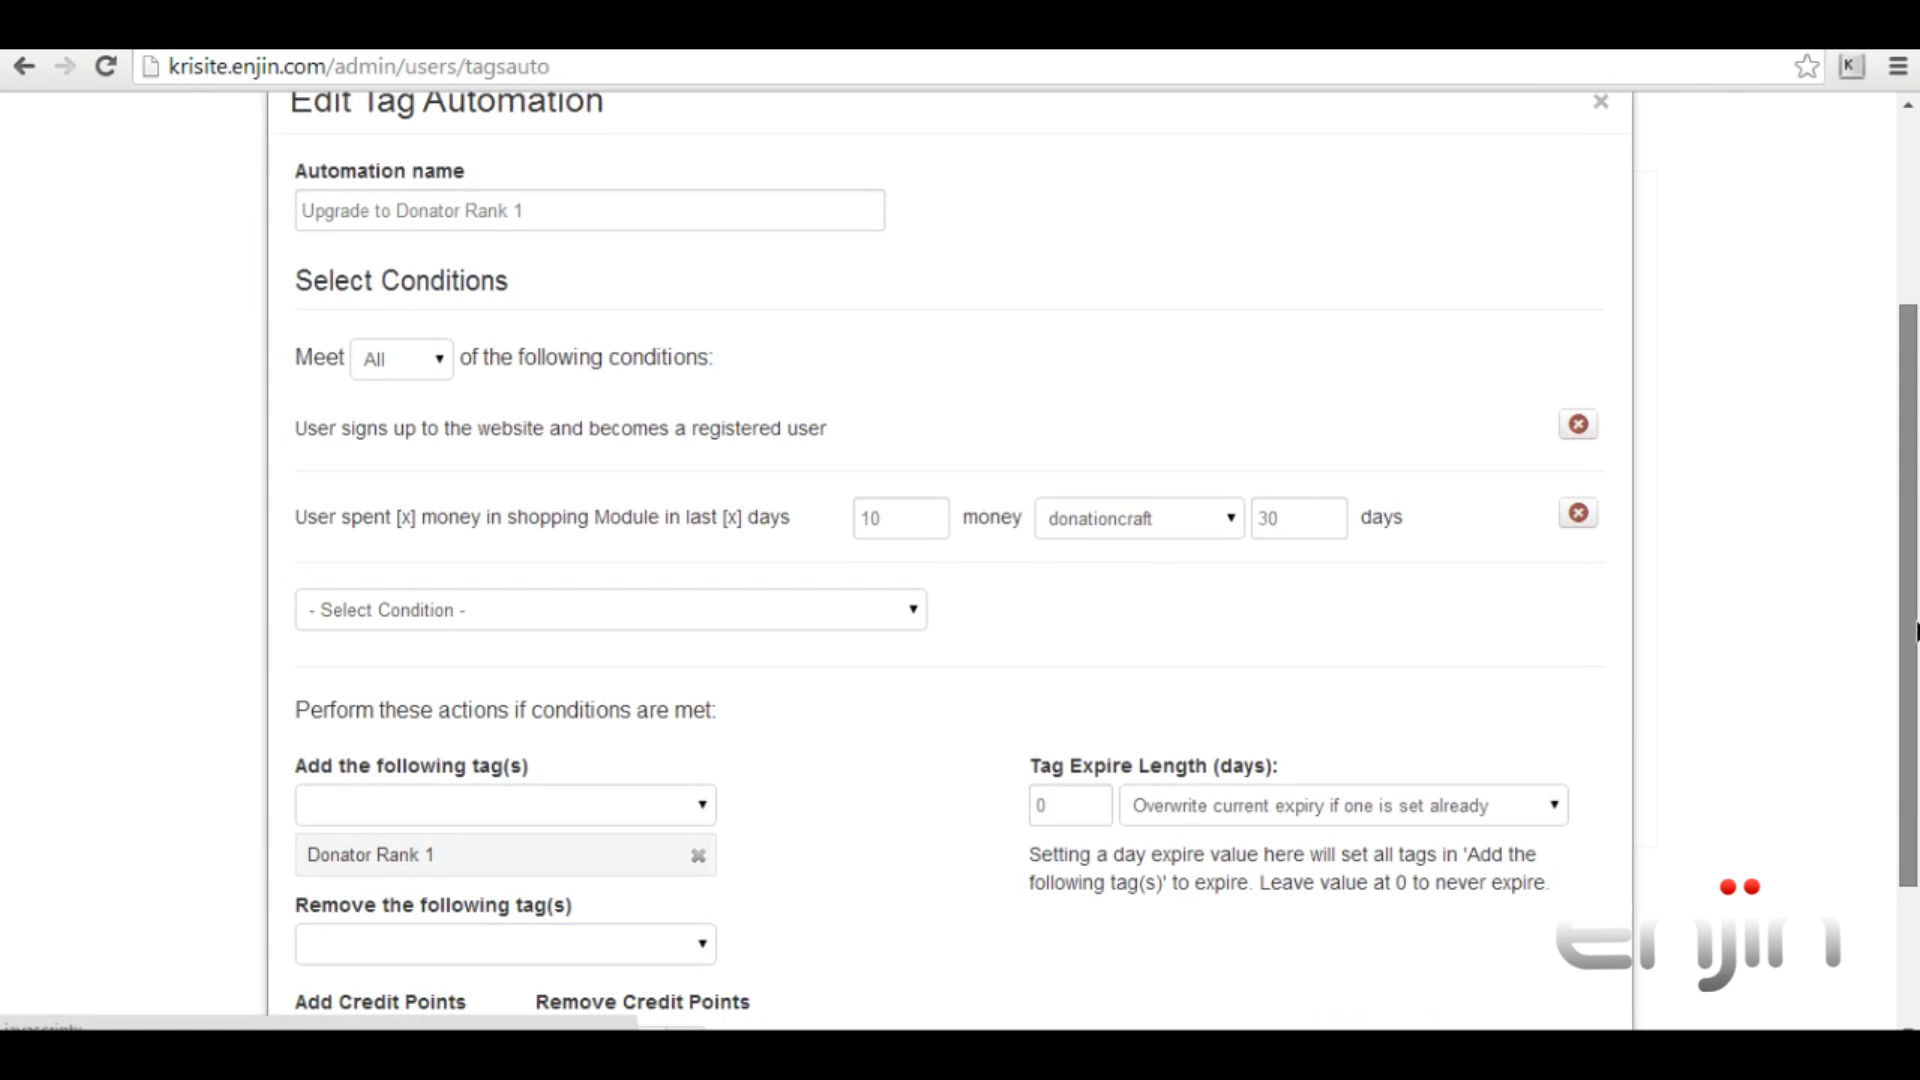 krisite.enjin.com/admin/users/tagsauto
K
Edit Tag Automation
Automation name
Upgrade to Donator Rank 1
Select Conditions
Meet All of the following conditions:
User signs up to the website and becomes a registered user
User spent [x] money in shopping Module in last [x] days 10 money donationcraft 30 days
- Select Condition -
Perform these actions if conditions are met:
Add the following tag(s)
Donator Rank 1
Remove the following tag(s)
Tag Expire Length (days):
0 Overwrite current expiry if one is set already
Setting a day expire value here will set all tags in 'Add the
following tag(s)' to expire. Leave value at 0 to never expire.
Add Credit Points Remove Credit Points
enjin